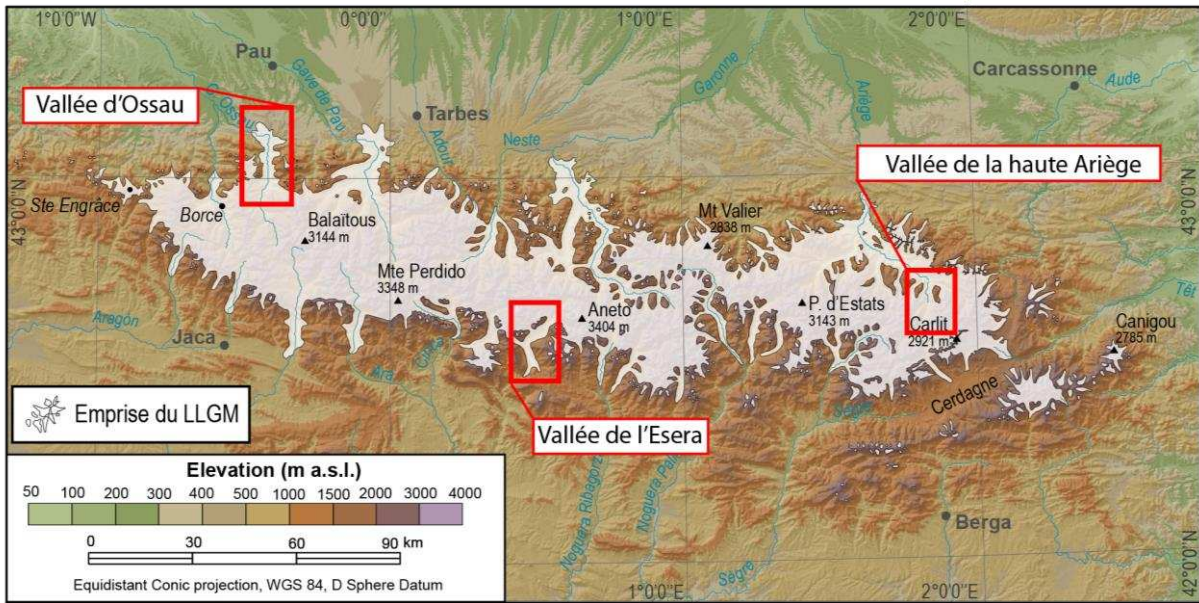 1°0'0"W
0°0'0"
1°0'0"E
2°0'0"E
Pau
Carcassonne
Aude
Vallée d'Ossau
G. Ossau
Gave de Pau
Tarbes
Adour
Neste
Garonne
Ariège
Vallée de la haute Ariège
43°0'0"N
43°0'0"N
Ste Engrâce
Borce
Balaïtous
3144 m
Mt Valier
2838 m
Mte Perdido
3348 m
Aneto
3404 m
P. d'Estats
3143 m
Carlit
2921 m
Têt
Canigou
2785 m
Aragón
Jaca
Ara
Cinca
Cerdagne
Sègre
Emprise du LLGM
Vallée de l'Esera
Elevation (m a.s.l.)
50 100 200 300 400 500 1000 1500 2000 3000 4000
0 30 60 90 km
Equidistant Conic projection, WGS 84, D Sphere Datum
Noguera Ribagorz
Noguera Pall
Sègre
Berga
42°0'0"N
1°0'0"E
2°0'0"E